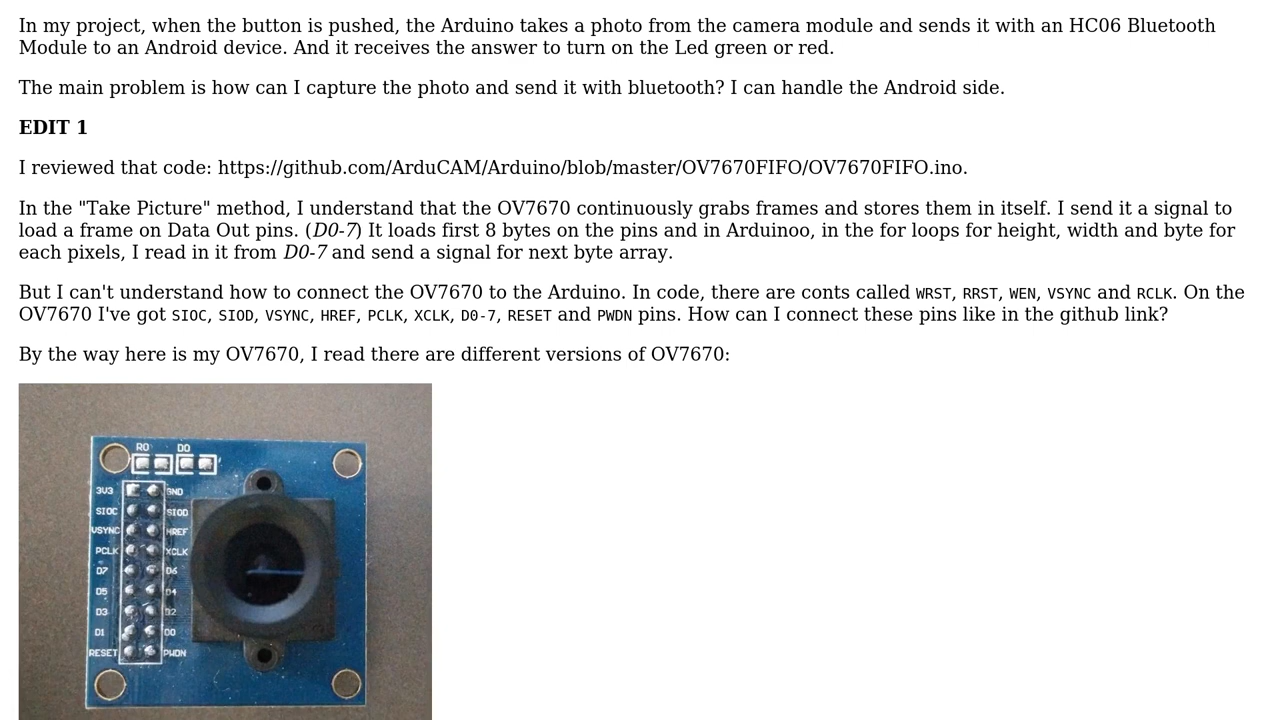 In my project, when the button is pushed, the Arduino takes a photo from the camera module and sends it with an HC06 Bluetooth
Module to an Android device. And it receives the answer to turn on the Led green or red.
The main problem is how can I capture the photo and send it with bluetooth? I can handle the Android side.
EDIT 1
I reviewed that code: https://github.com/ArduCAM/Arduino/blob/master/OV7670FIFO/OV7670FIFO.ino.
In the "Take Picture" method, I understand that the OV7670 continuously grabs frames and stores them in itself. I send it a signal to
load a frame on Data Out pins. (D0-7) It loads first 8 bytes on the pins and in Arduinoo, in the for loops for height, width and byte for
each pixels, I read in it from D0-7 and send a signal for next byte array.
But I can't understand how to connect the OV7670 to the Arduino. In code, there are conts called WRST, RRST, WEN, VSYNC and RCLK. On the
OV7670 I've got SIOC, SIOD, VSYNC, HREF, PCLK, XCLK, D0-7, RESET and PWDN pins. How can I connect these pins like in the github link?
By the way here is my OV7670, I read there are different versions of OV7670:
R0 D0
3V3 GND
SIOC SIOD
VSYNC HREF
PCLK XCLK
D7 D6
D5 D4
D3 D2
D1 D0
RESET PWDN